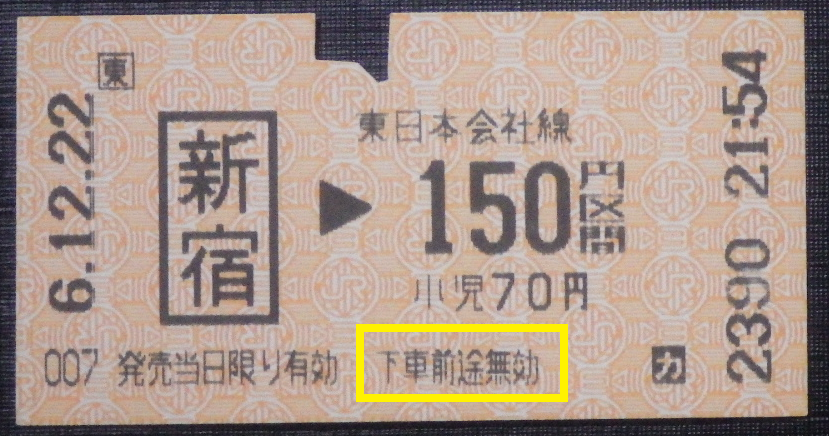 東
6.12.22
新宿
東日本会社線
▶150円区間
小児70円
007 発売当日限り有効 下車前途無効
カ
2390 21:54